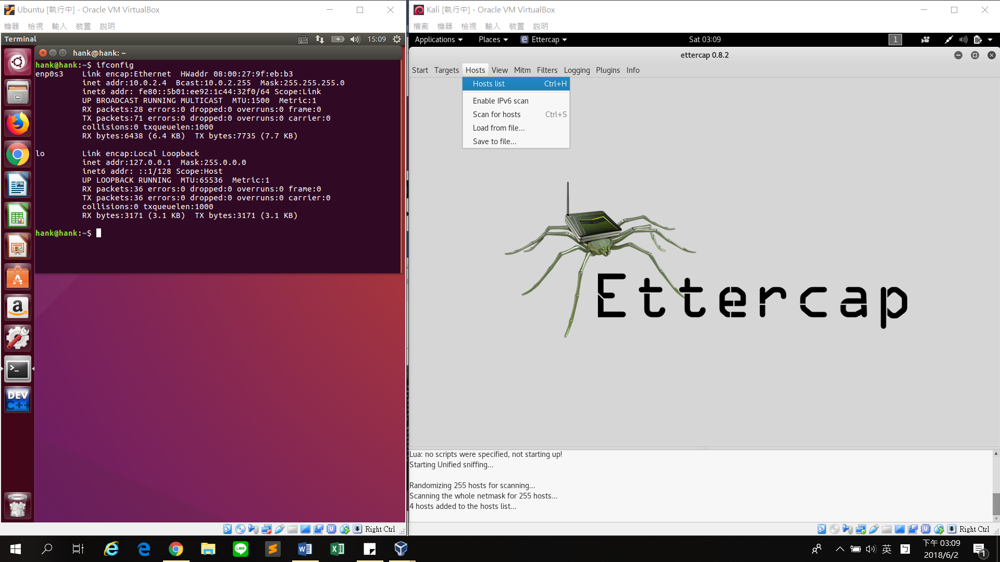 Ubuntu [執行中] - Oracle VM VirtualBox
機器 檢視 輸入 裝置 說明
Terminal 15:09
hank@hank: ~
hank@hank:~$ ifconfig
enp0s3 Link encap:Ethernet HWaddr 08:00:27:9f:eb:b3
inet addr:10.0.2.4 Bcast:10.0.2.255 Mask:255.255.255.0
inet6 addr: fe80::5b01:ee92:1c44:32f0/64 Scope:Link
UP BROADCAST RUNNING MULTICAST MTU:1500 Metric:1
RX packets:28 errors:0 dropped:0 overruns:0 frame:0
TX packets:71 errors:0 dropped:0 overruns:0 carrier:0
collisions:0 txqueuelen:1000
RX bytes:6438 (6.4 KB) TX bytes:7735 (7.7 KB)
lo Link encap:Local Loopback
inet addr:127.0.0.1 Mask:255.0.0.0
inet6 addr: ::1/128 Scope:Host
UP LOOPBACK RUNNING MTU:65536 Metric:1
RX packets:36 errors:0 dropped:0 overruns:0 frame:0
TX packets:36 errors:0 dropped:0 overruns:0 carrier:0
collisions:0 txqueuelen:1000
RX bytes:3171 (3.1 KB) TX bytes:3171 (3.1 KB)
hank@hank:~$
DEV
C++
Right Ctrl
Kali [執行中] - Oracle VM VirtualBox
檔案 機器 檢視 輸入 裝置 說明
Applications Places Ettercap Sat 03:09 1
ettercap 0.8.2
Start Targets Hosts View Mitm Filters Logging Plugins Info
Hosts list Ctrl+H
Enable IPv6 scan
Scan for hosts Ctrl+S
Load from file...
Save to file...
Ettercap
Lua: no scripts were specified, not starting up!
Starting Unified sniffing...
Randomizing 255 hosts for scanning...
Scanning the whole netmask for 255 hosts...
4 hosts added to the hosts list...
Right Ctrl
LINE
英
下午 03:09
2018/6/2
1